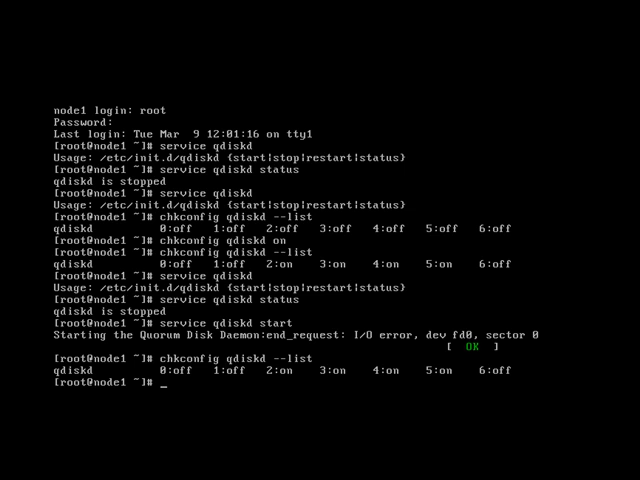 node1 login: root
Password:
Last login: Tue Mar  9 12:01:16 on tty1
[root@node1 ~]# service qdiskd
Usage: /etc/init.d/qdiskd {start|stop|restart|status}
[root@node1 ~]# service qdiskd status
qdiskd is stopped
[root@node1 ~]# service qdiskd
Usage: /etc/init.d/qdiskd {start|stop|restart|status}
[root@node1 ~]# chkconfig qdiskd --list
qdiskd          0:off   1:off   2:off   3:off   4:off   5:off   6:off
[root@node1 ~]# chkconfig qdiskd on
[root@node1 ~]# chkconfig qdiskd --list
qdiskd          0:off   1:off   2:on    3:on    4:on    5:on    6:off
[root@node1 ~]# service qdiskd
Usage: /etc/init.d/qdiskd {start|stop|restart|status}
[root@node1 ~]# service qdiskd status
qdiskd is stopped
[root@node1 ~]# service qdiskd start
Starting the Quorum Disk Daemon:end_request: I/O error, dev fd0, sector 0
[  OK  ]
[root@node1 ~]# chkconfig qdiskd --list
qdiskd          0:off   1:off   2:on    3:on    4:on    5:on    6:off
[root@node1 ~]# _